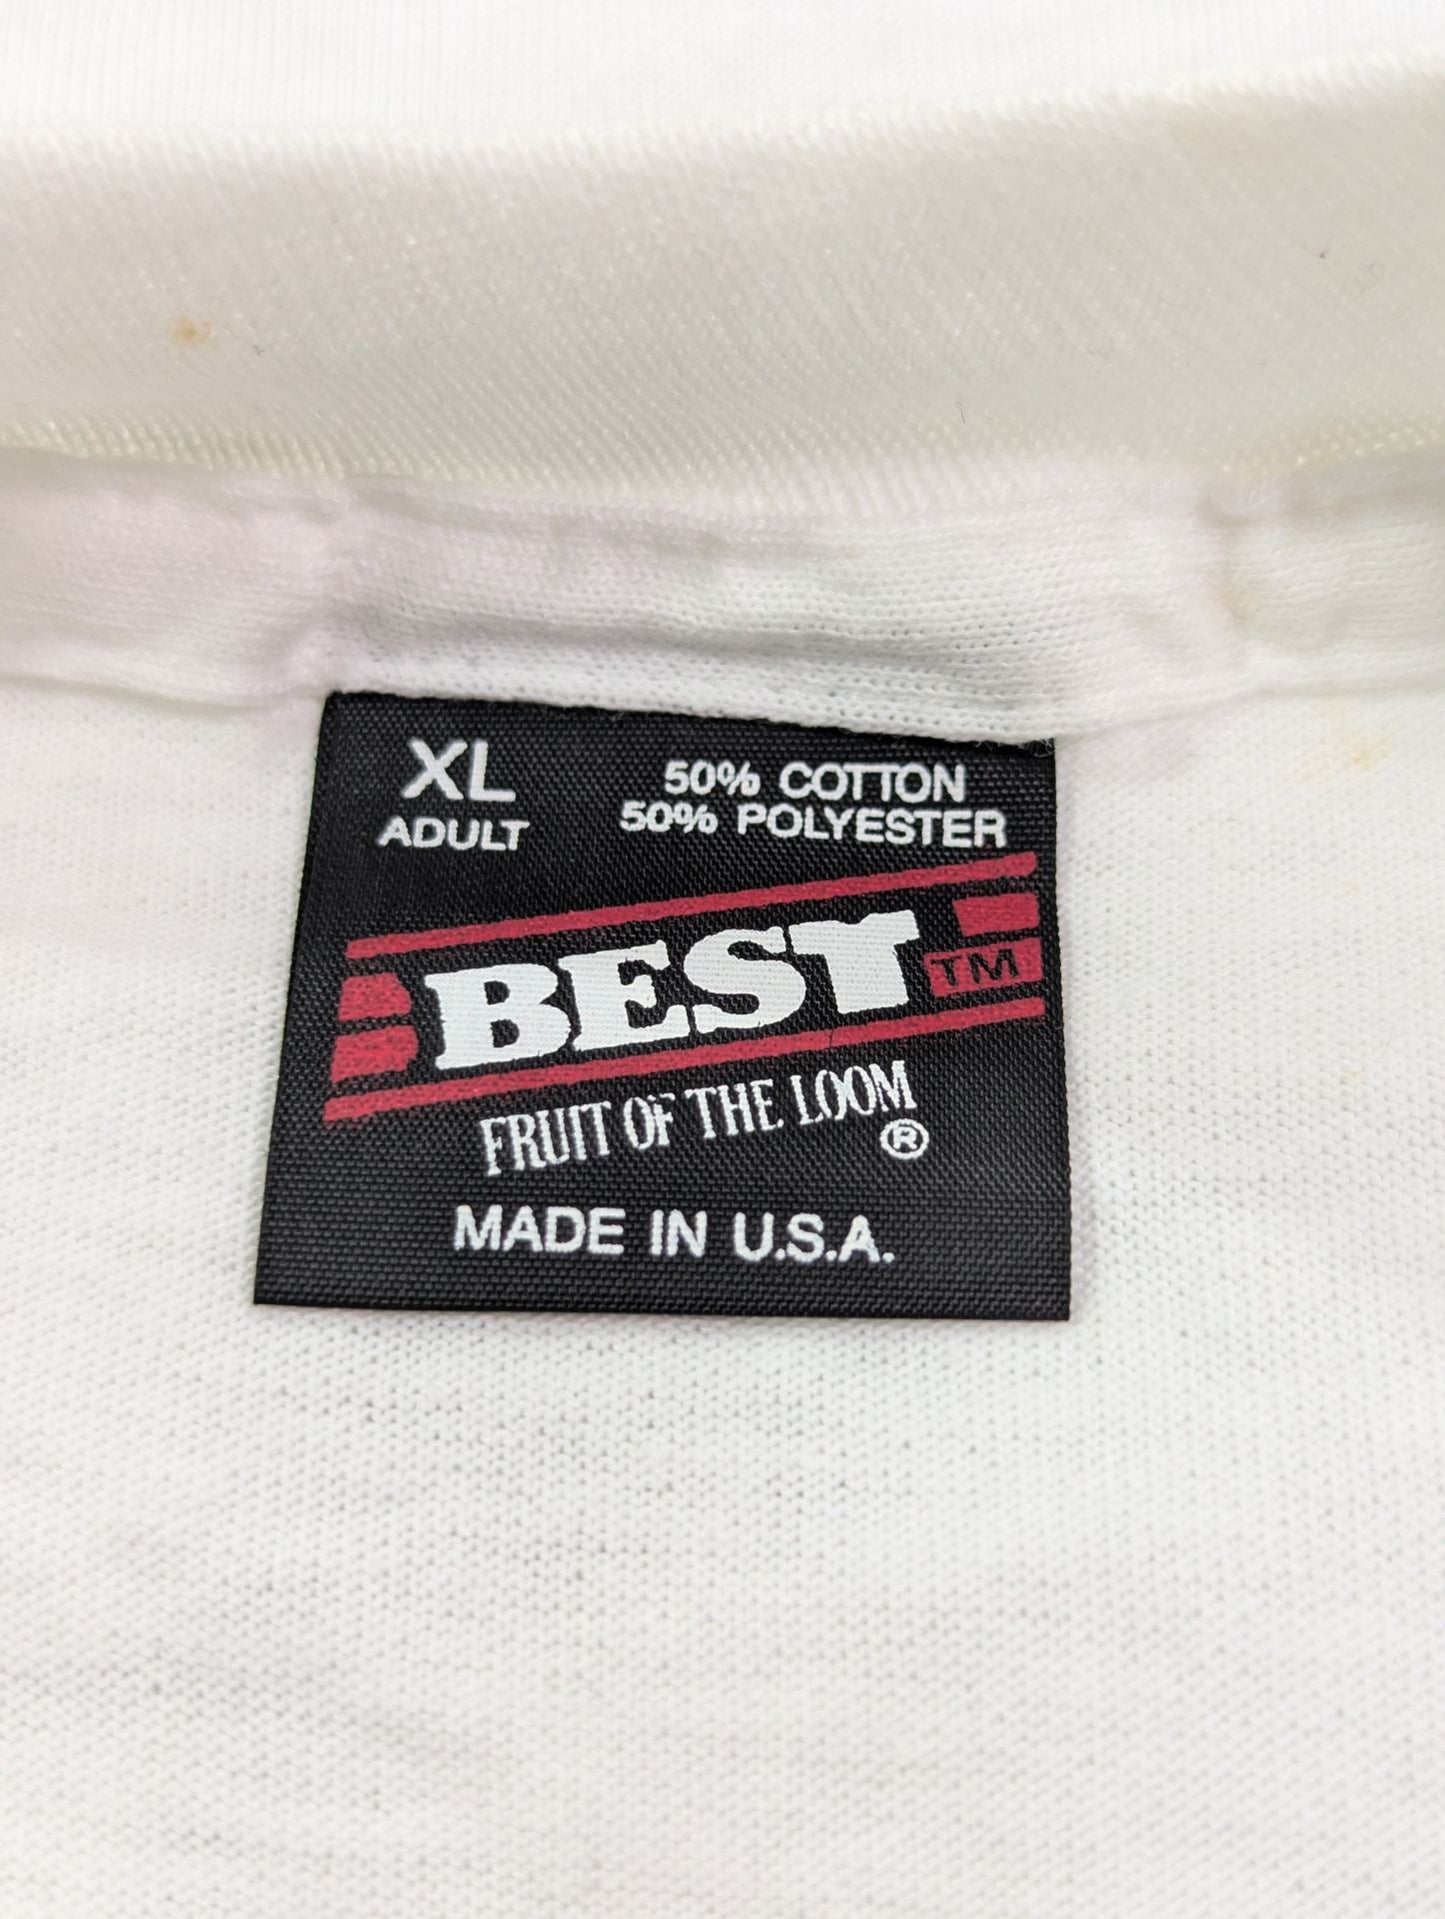 XL
ADULT
50% COTTON
50% POLYESTER
BEST TM
FRUIT OF THE LOOM
®
MADE IN U.S.A.